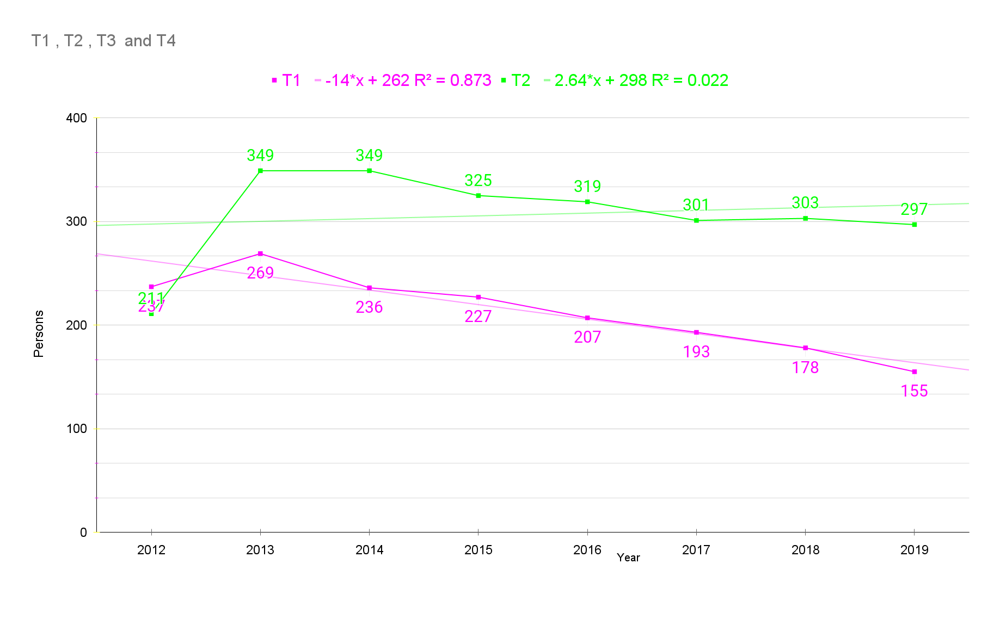 T1 , T2 , T3  and T4
T1 -14*x + 262 R² = 0.873 T2 2.64*x + 298 R² = 0.022
400
349 349
325 319
301 303 297
300
269
211
237 236 227
200
207 193 178
155
100
0
Persons
2012 2013 2014 2015 2016 2017 2018 2019
Year